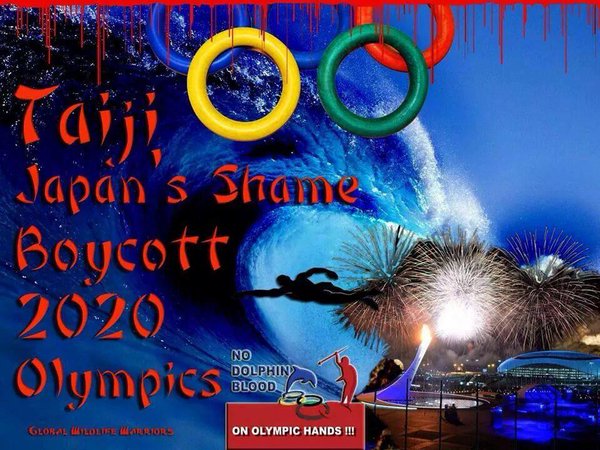 Taiji,
Japan's Shame
Boycott
2020
Olympics
NO
DOLPHIN
BLOOD
ON OLYMPIC HANDS !!!
Global Wildlife Warriors